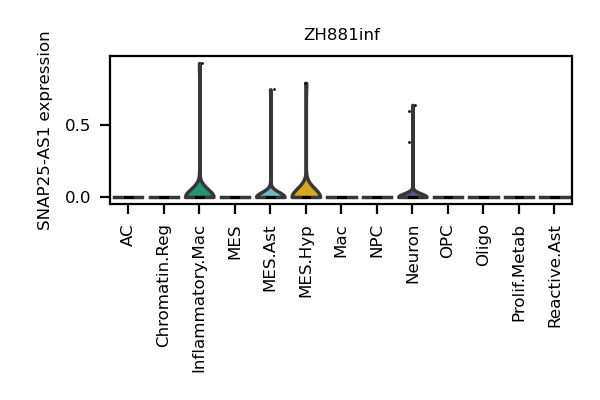 ZH881inf
SNAP25-AS1 expression
0.5
0.0
AC
Chromatin.Reg
Inflammatory.Mac
MES
MES.Ast
MES.Hyp
Mac
NPC
Neuron
OPC
Oligo
Prolif.Metab
Reactive.Ast